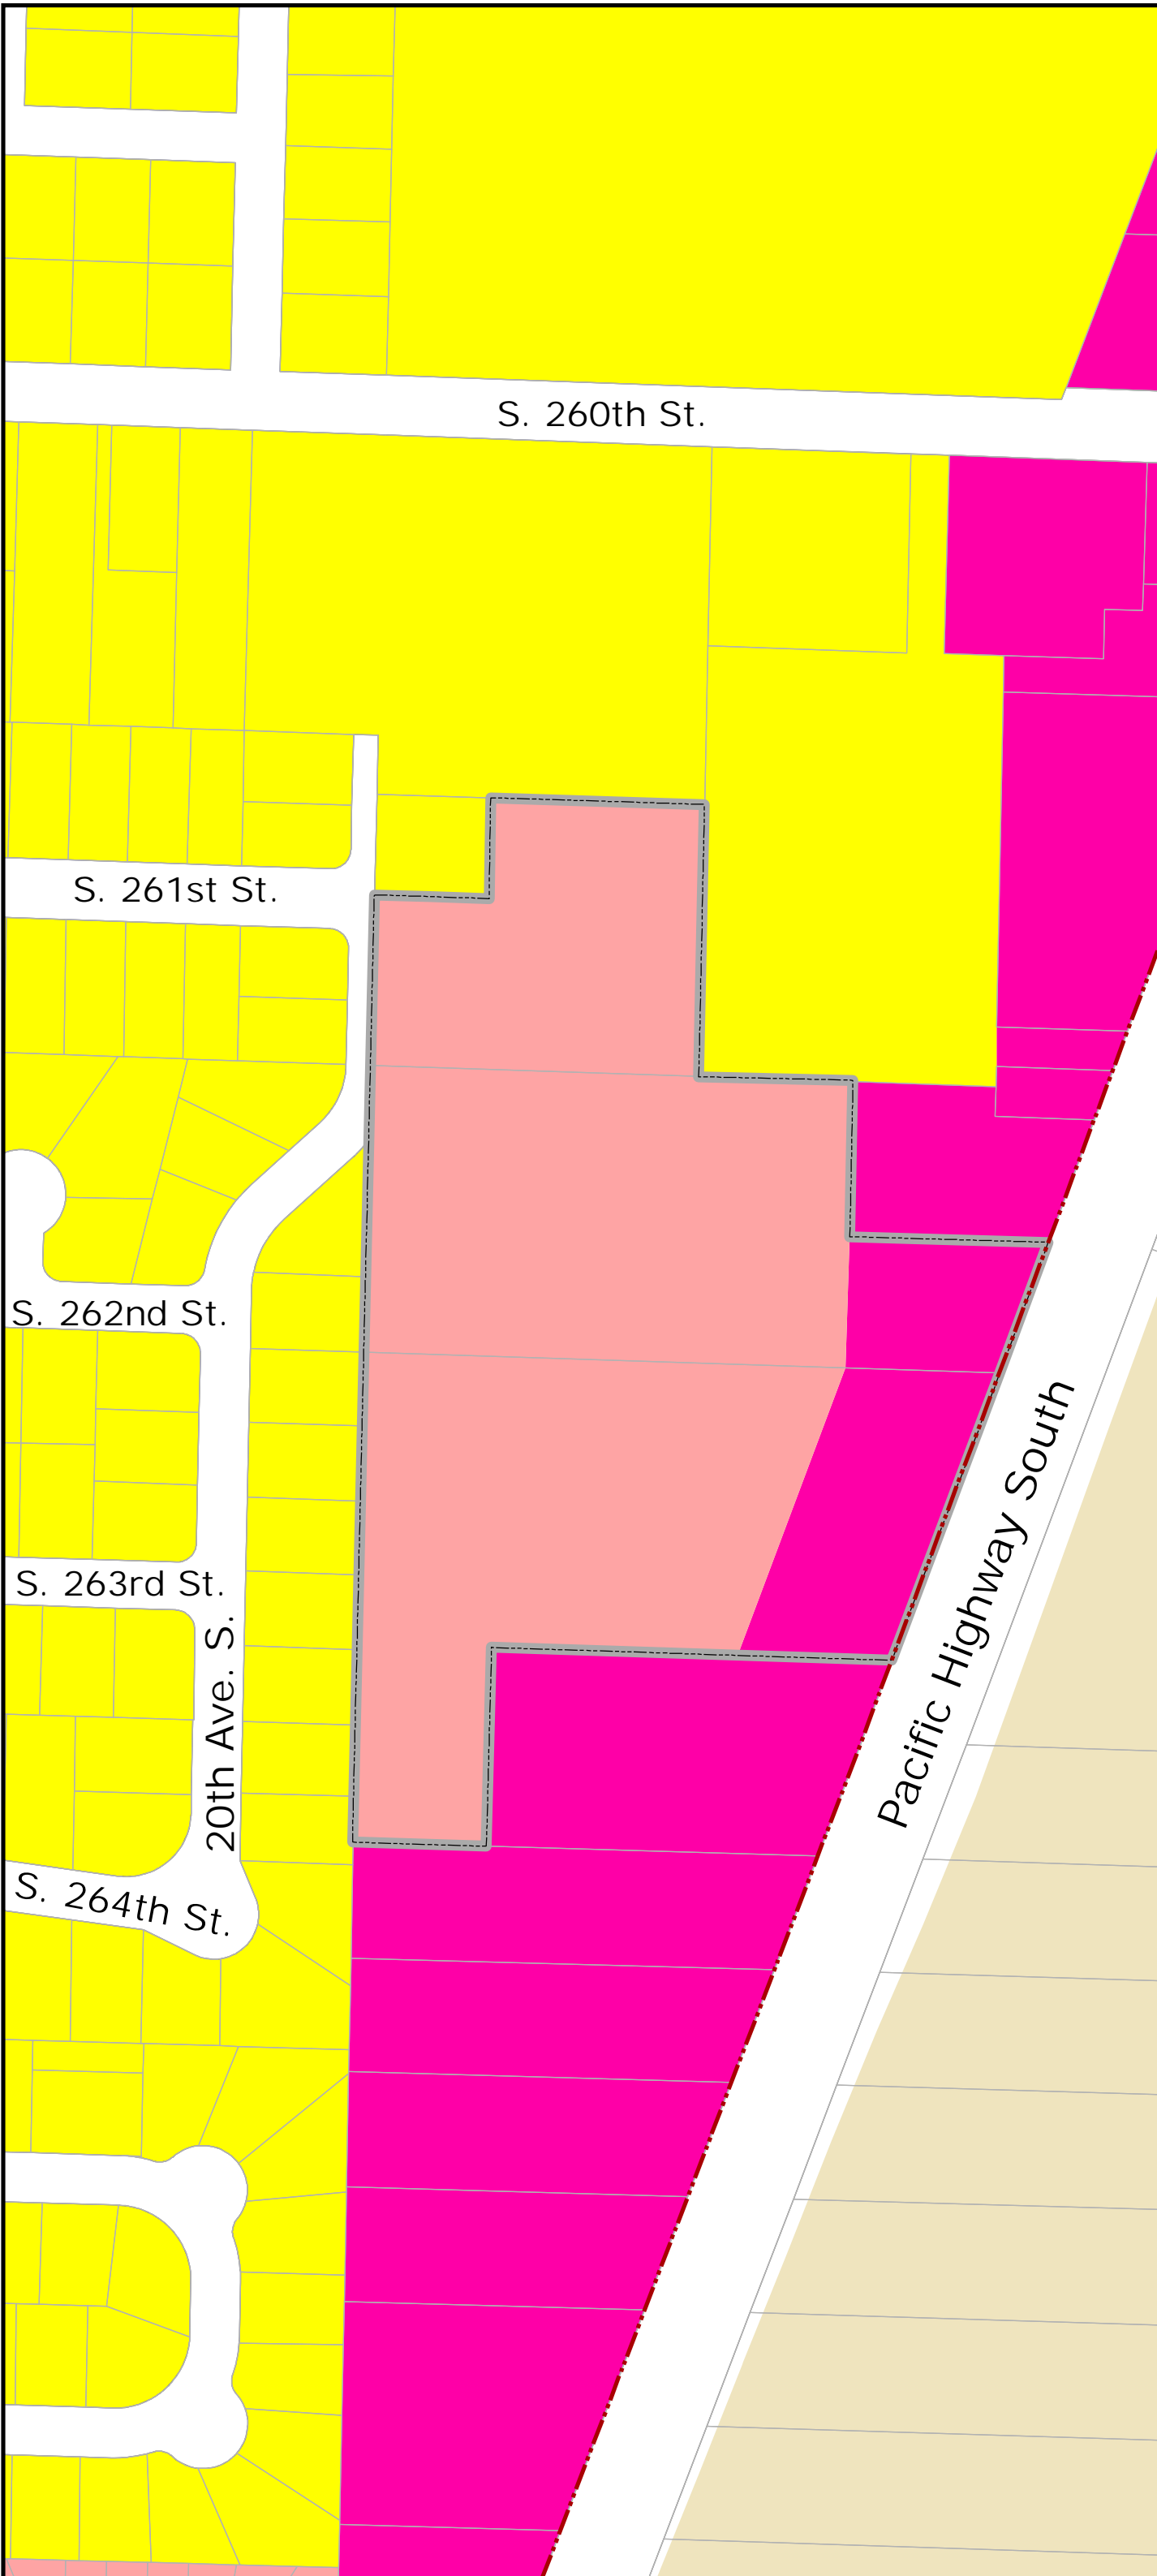 S. 260th St.
S. 261st St.
S. 262nd St.
Pacific Highway South
S. 263rd St.
20th Ave. S.
S. 264th St.